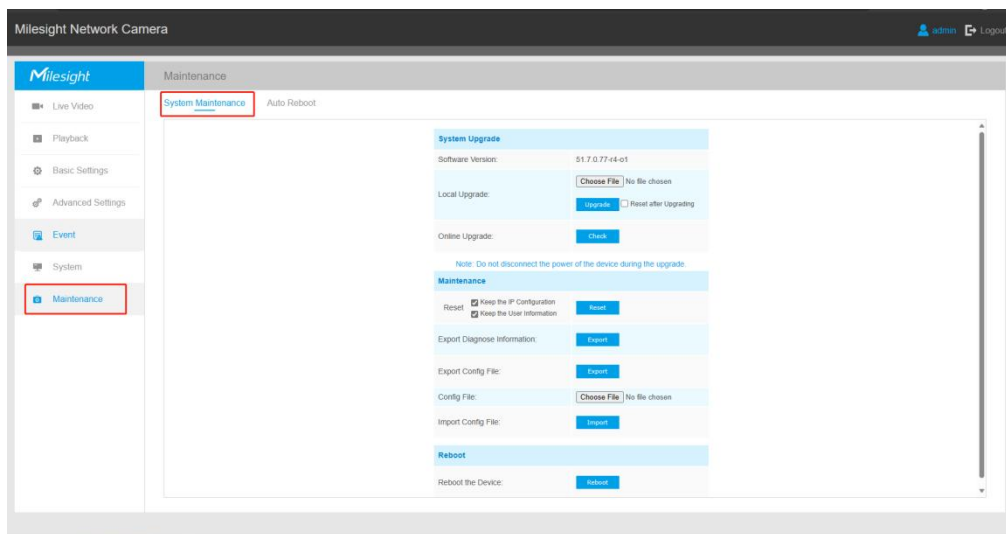 Milesight Network Camera
admin Logout
Milesight
Maintenance
Live Video
System Maintenance Auto Reboot
Playback
Basic Settings
Advanced Settings
Event
System
Maintenance
System Upgrade
Software Version: 51.7.0.77-r4-o1
Local Upgrade: Choose File No file chosen
Upgrade Reset after Upgrading
Online Upgrade: Check
Note: Do not disconnect the power of the device during the upgrade.
Maintenance
Reset Keep the IP Configuration
Keep the User Information Reset
Export Diagnose Information: Export
Export Config File: Export
Config File: Choose File No file chosen
Import Config File: Import
Reboot
Reboot the Device: Reboot